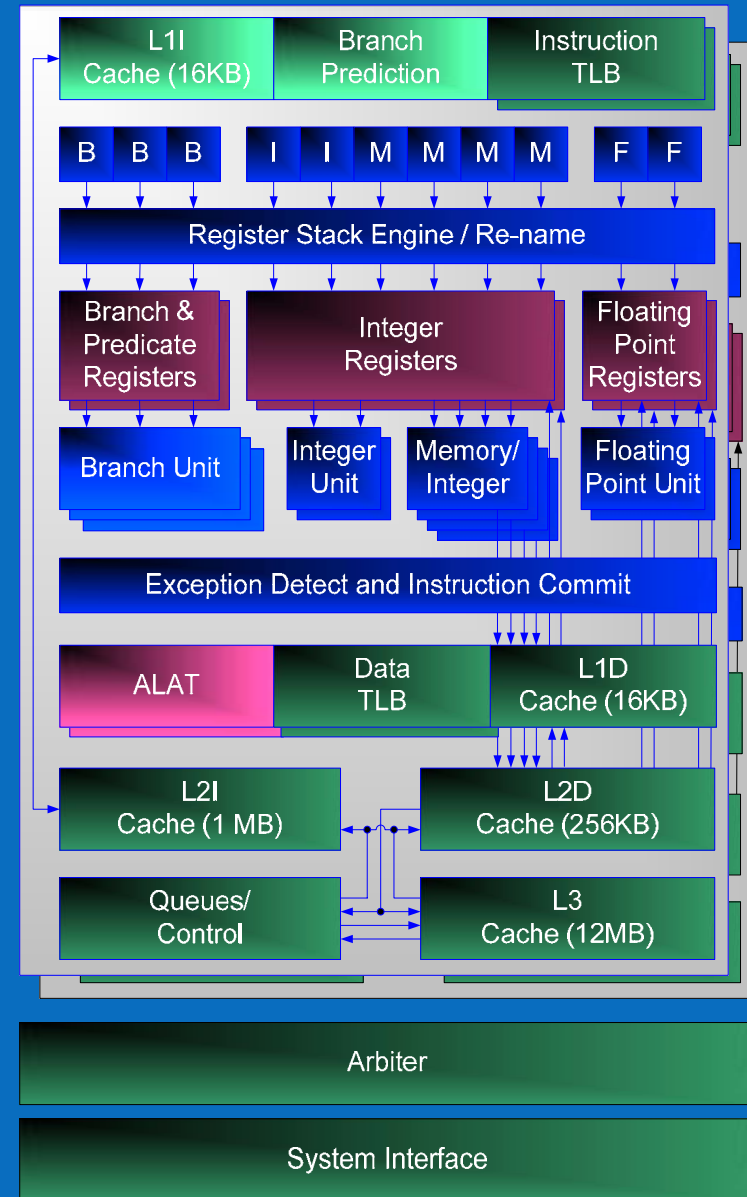 L1I
Cache (16KB)
Branch
Prediction
Instruction
TLB
B B B I I M M M M F F
Register Stack Engine / Re-name
Branch &
Predicate
Registers
Integer
Registers
Floating
Point
Registers
Branch Unit
Integer
Unit
Memory/
Integer
Floating
Point Unit
Exception Detect and Instruction Commit
ALAT
Data
TLB
L1D
Cache (16KB)
L2I
Cache (1 MB)
L2D
Cache (256KB)
Queues/
Control
L3
Cache (12MB)
Arbiter
System Interface